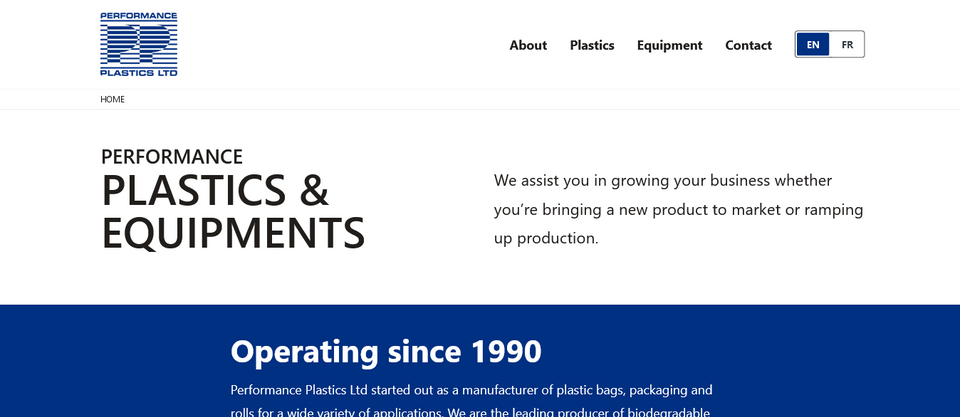 PERFORMANCE
PP
PLASTICS LTD
About Plastics Equipment Contact EN FR
HOME
PERFORMANCE
PLASTICS &
EQUIPMENTS
We assist you in growing your business whether
you’re bringing a new product to market or ramping
up production.
Operating since 1990
Performance Plastics Ltd started out as a manufacturer of plastic bags, packaging and
rolls for a wide variety of applications. We are the leading producer of biodegradable